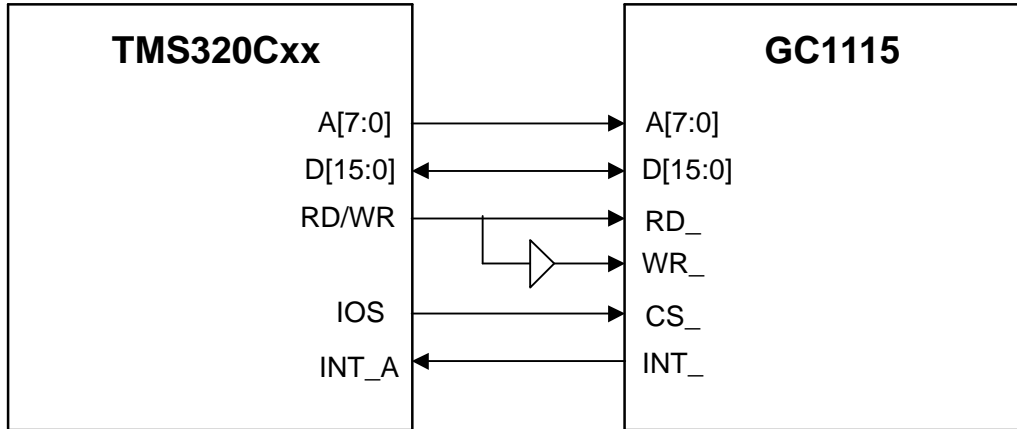 TMS320Cxx
GC1115
A[7:0]
A[7:0]
D[15:0]
D[15:0]
RD/WR
RD_
WR_
IOS
CS_
INT_A
INT_